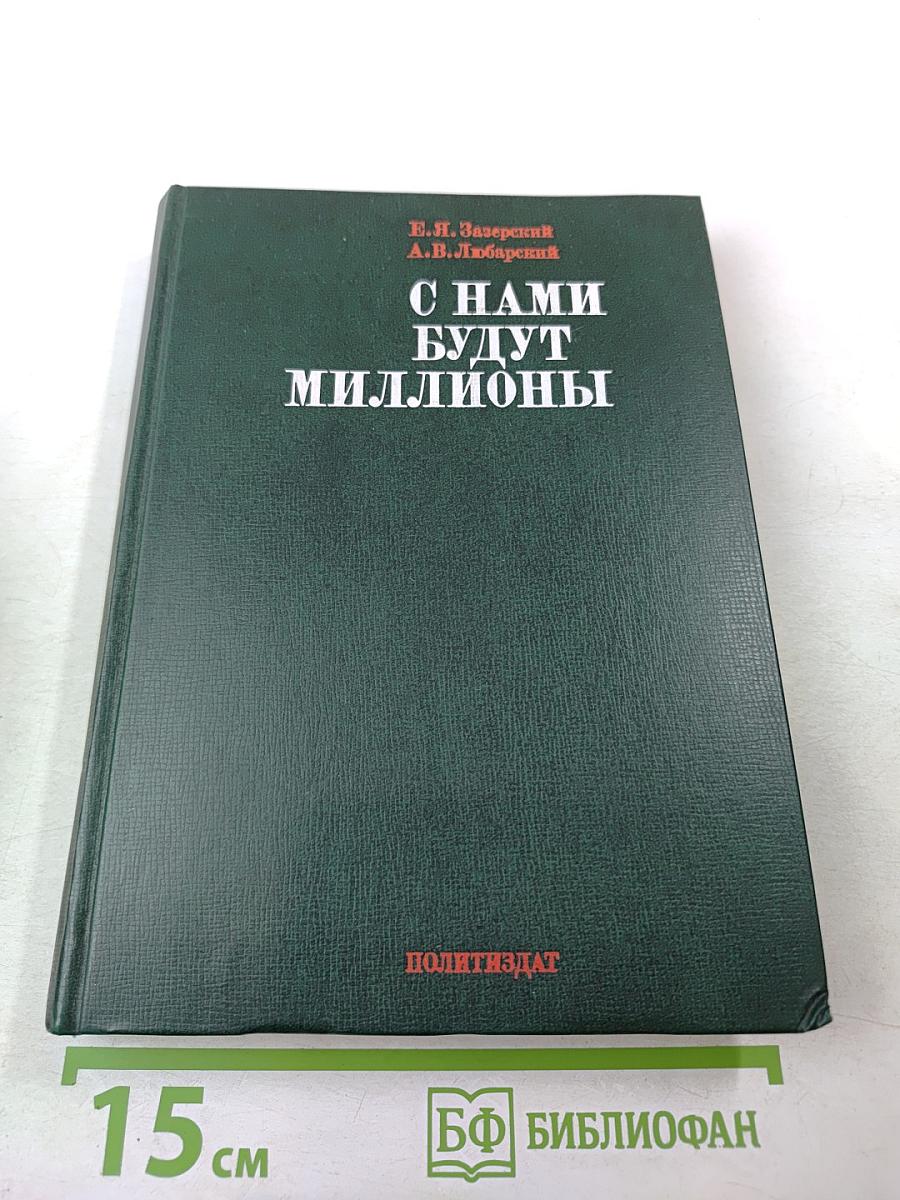 Е.Я. Зазерский
А.В. Любарский
С НАМИ
БУДУТ
МИЛЛИОНЫ
ПОЛИТИЗДАТ
15 см
БФ БИБЛИОФАН